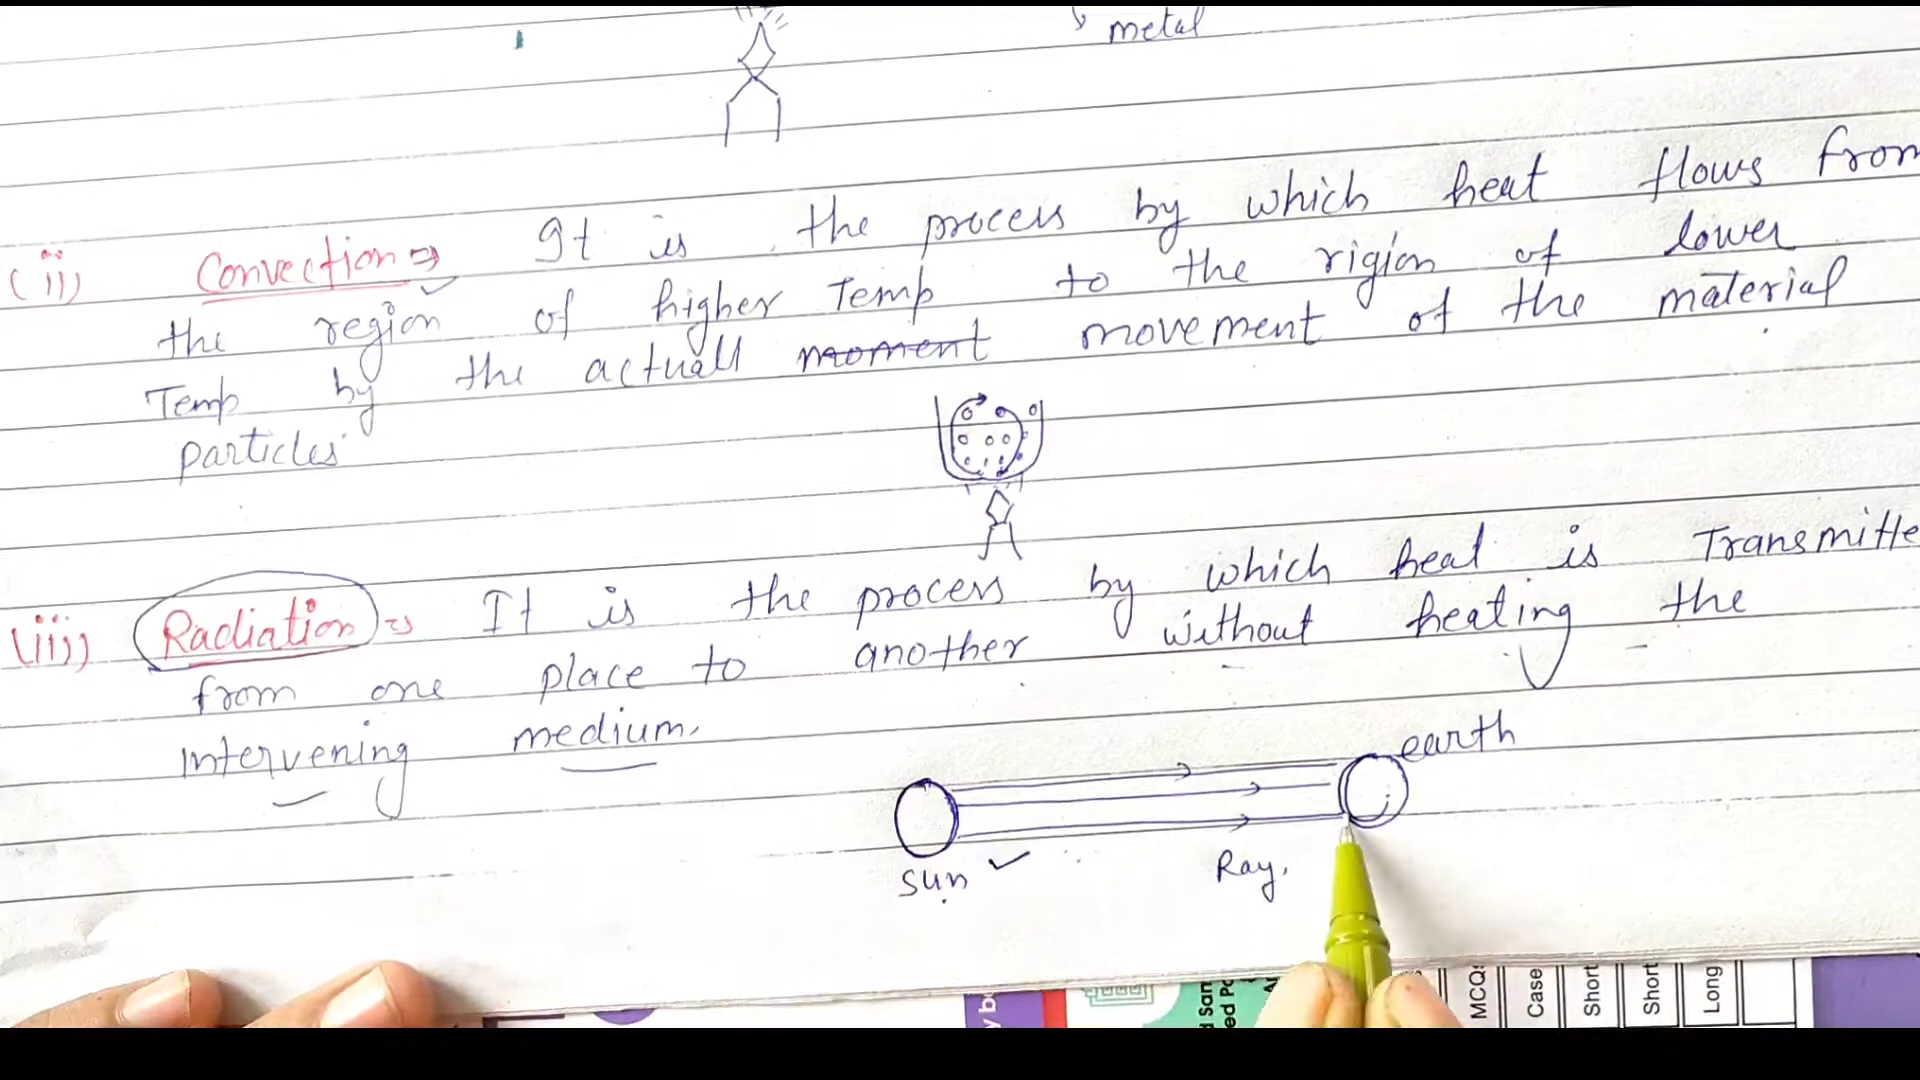 metal
(ii) Convection ⇒ It is the process by which heat flows from
the region of higher Temp to the rigion of lower
Temp by the actuall moment movement of the material
particles
(iii) Radiation ⇒ It is the process by which heat is Transmitte
from one place to another without heating the
Intervening medium.
earth
Sun
Ray.
MCQ
Case
Short
Short
Long